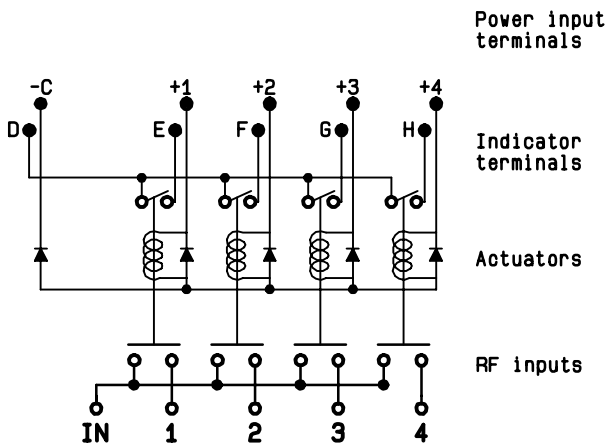 Power input
terminals
-C +1 +2 +3 +4
D E F G H
Indicator
terminals
Actuators
RF inputs
IN 1 2 3 4